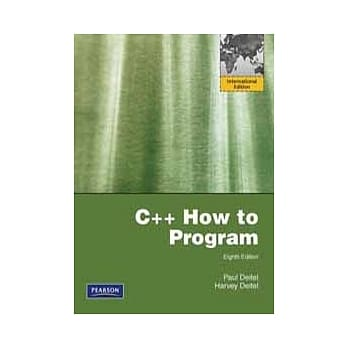 International
Edition
C++ How to
Program
Eighth Edition
Paul Deitel
Harvey Deitel
PEARSON